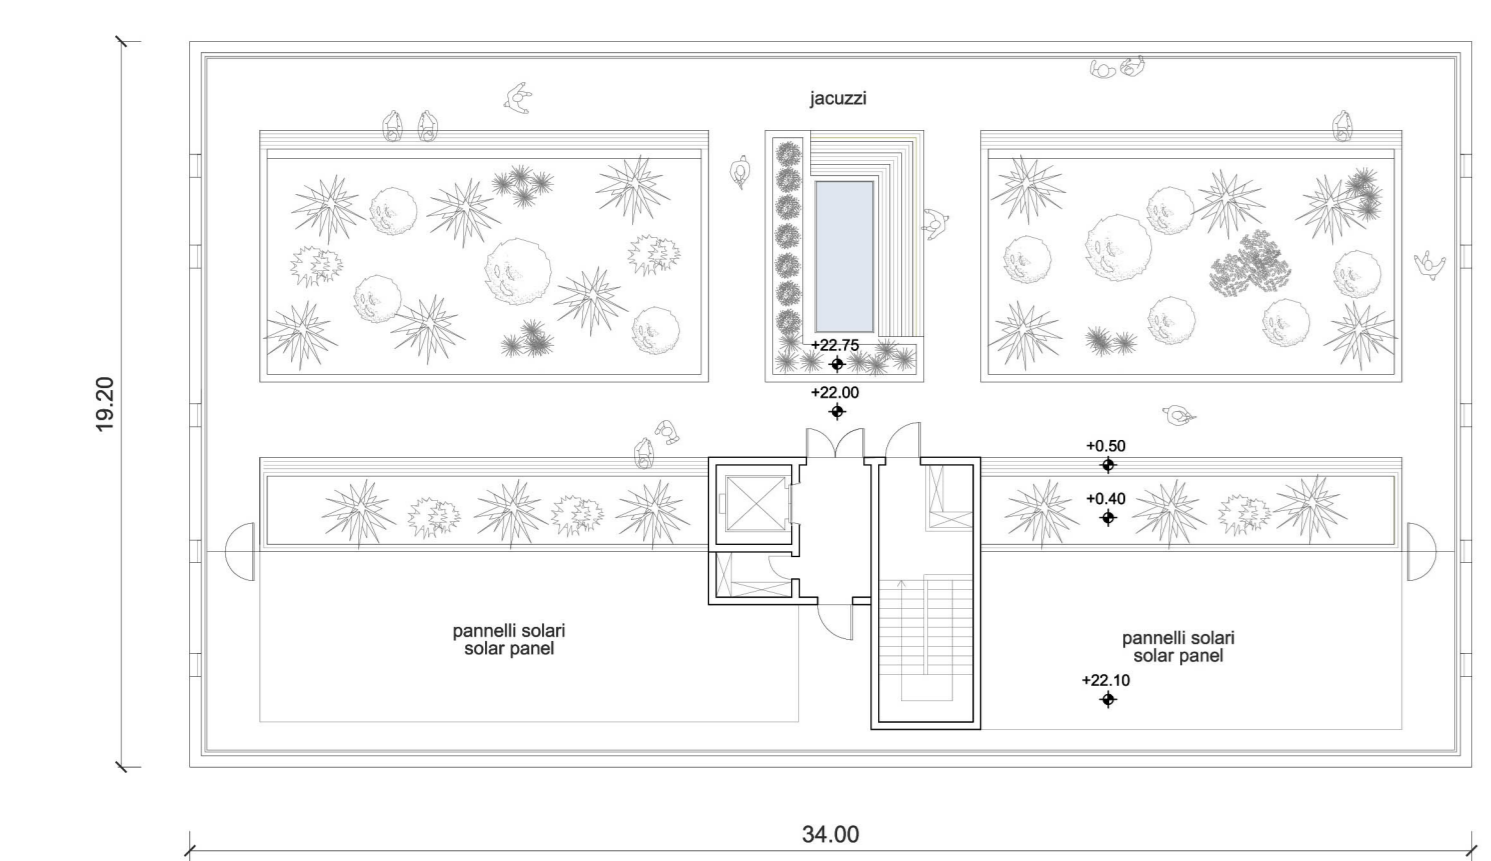 jacuzzi
+22.75
+22.00
19.20
+0.50
+0.40
pannelli solari
solar panel
pannelli solari
solar panel
+22.10
34.00